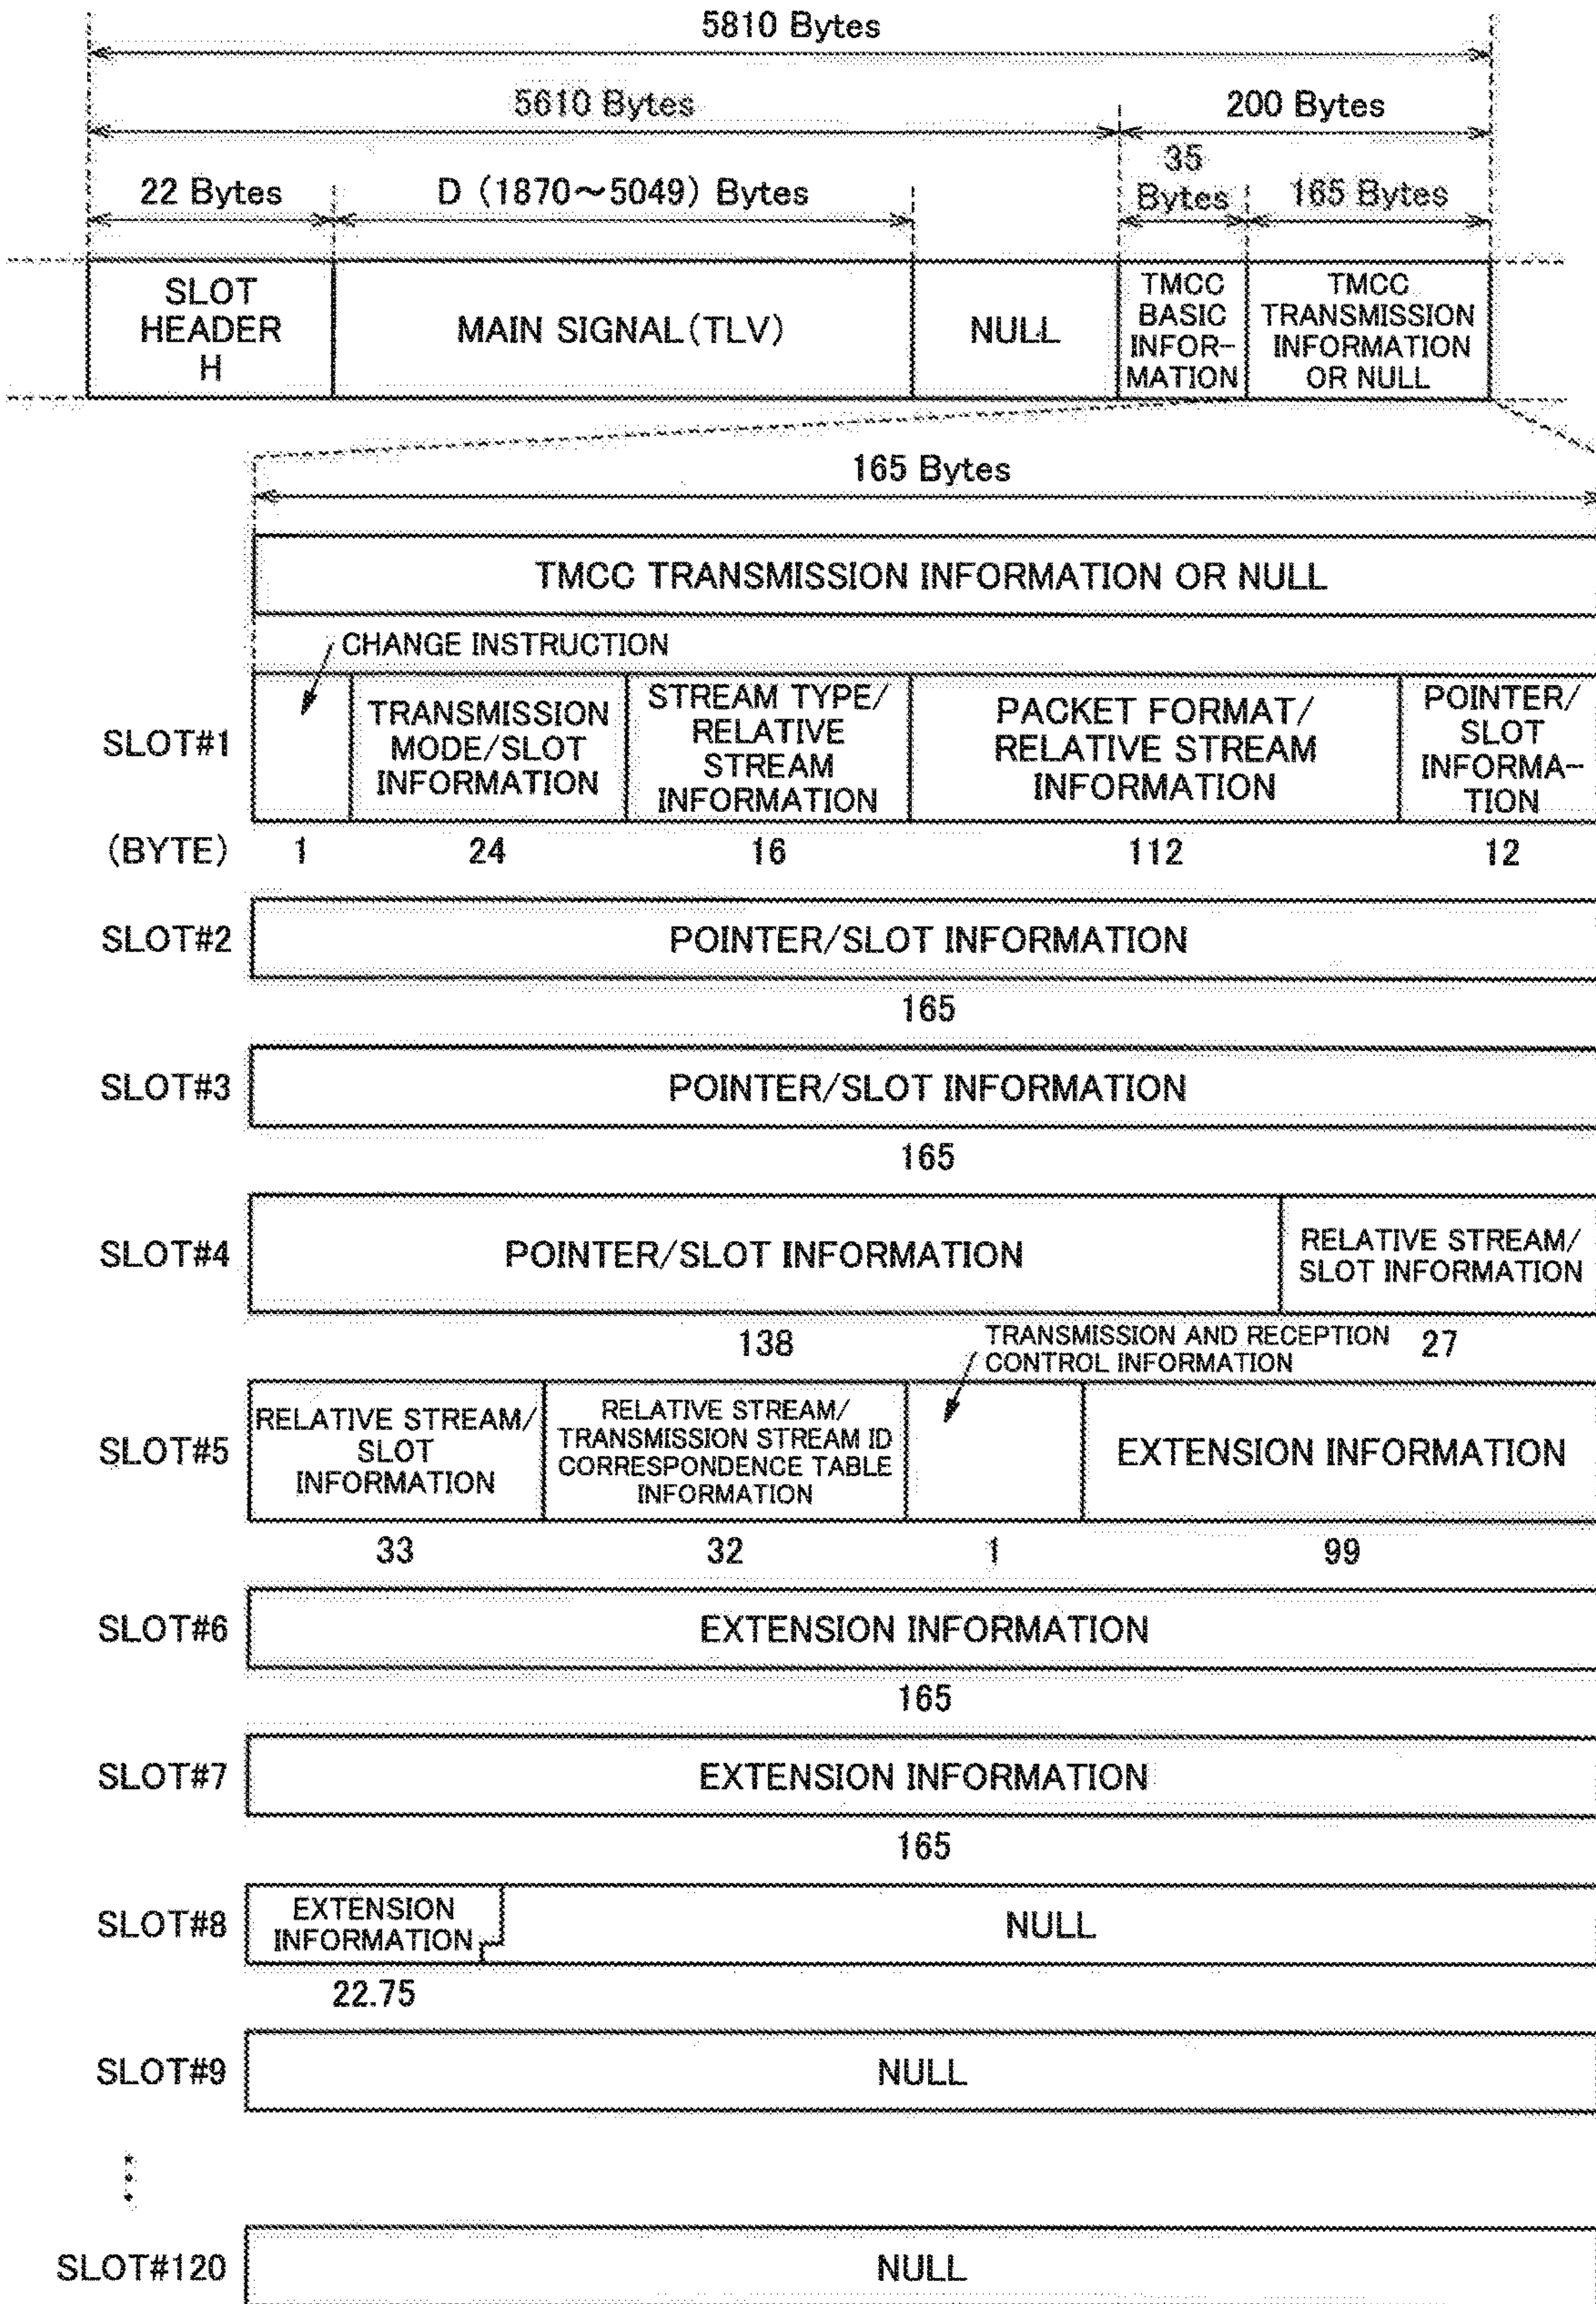 5810 Bytes
5610 Bytes
200 Bytes
22 Bytes
D (1870～5049) Bytes
35
Bytes
165 Bytes
SLOT
HEADER
H
MAIN SIGNAL(TLV)
NULL
TMCC
BASIC
INFOR-
MATION
TMCC
TRANSMISSION
INFORMATION
OR NULL
165 Bytes
TMCC TRANSMISSION INFORMATION OR NULL
CHANGE INSTRUCTION
SLOT#1
TRANSMISSION
MODE/SLOT
INFORMATION
STREAM TYPE/
RELATIVE
STREAM
INFORMATION
PACKET FORMAT/
RELATIVE STREAM
INFORMATION
POINTER/
SLOT
INFORMA-
TION
(BYTE) 1 24 16 112 12
SLOT#2 POINTER/SLOT INFORMATION
165
SLOT#3 POINTER/SLOT INFORMATION
165
SLOT#4 POINTER/SLOT INFORMATION
RELATIVE STREAM/
SLOT INFORMATION
138
27
TRANSMISSION AND RECEPTION
CONTROL INFORMATION
SLOT#5
RELATIVE STREAM/
SLOT
INFORMATION
RELATIVE STREAM/
TRANSMISSION STREAM ID
CORRESPONDENCE TABLE
INFORMATION
EXTENSION INFORMATION
33 32 1 99
SLOT#6 EXTENSION INFORMATION
165
SLOT#7 EXTENSION INFORMATION
165
SLOT#8
EXTENSION
INFORMATION
NULL
22.75
SLOT#9 NULL
SLOT#120 NULL